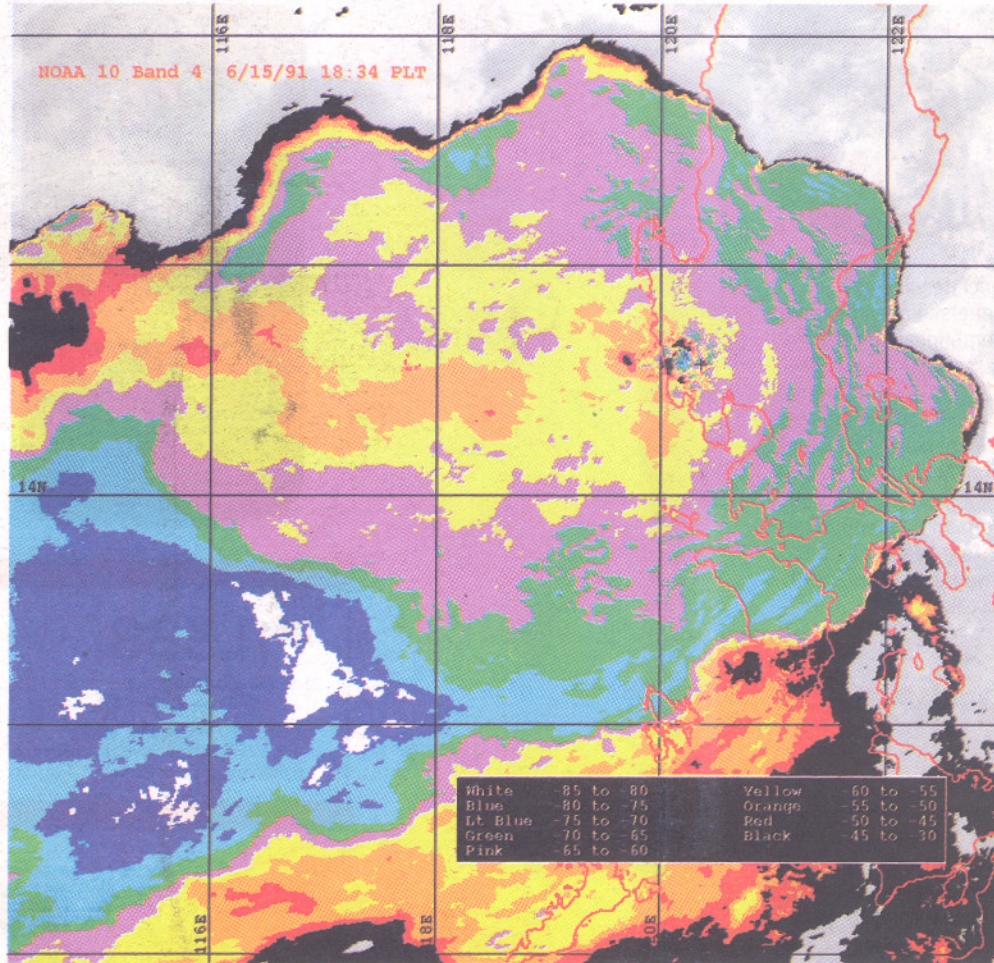 116E 118E 120E 122E
NOAA 10 Band 4 6/15/91 18:34 PLT
14N 14N
White -85 to -80 Yellow -60 to -55
Blue -80 to -75 Orange -55 to -50
Lt Blue -75 to -70 Red -50 to -45
Green -70 to -65 Black -45 to -30
Pink -65 to -60
116E 18E 20E